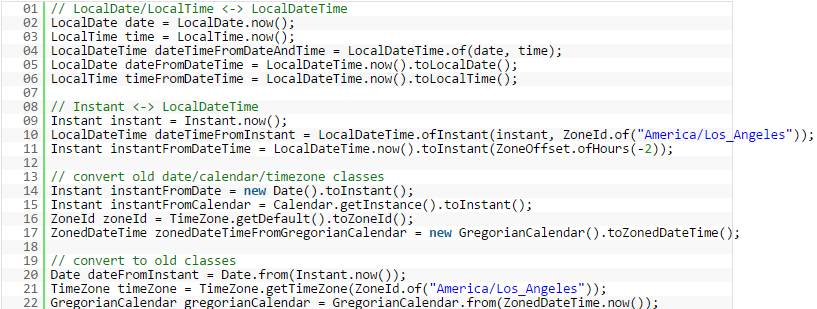 01 // LocalDate/LocalTime <-> LocalDateTime
02 LocalDate date = LocalDate.now();
03 LocalTime time = LocalTime.now();
04 LocalDateTime dateTimeFromDateAndTime = LocalDateTime.of(date, time);
05 LocalDate dateFromDateTime = LocalDateTime.now().toLocalDate();
06 LocalTime timeFromDateTime = LocalDateTime.now().toLocalTime();
07
08 // Instant <-> LocalDateTime
09 Instant instant = Instant.now();
10 LocalDateTime dateTimeFromInstant = LocalDateTime.ofInstant(instant, ZoneId.of("America/Los_Angeles"));
11 Instant instantFromDateTime = LocalDateTime.now().toInstant(ZoneOffset.ofHours(-2));
12
13 // convert old date/calendar/timezone classes
14 Instant instantFromDate = new Date().toInstant();
15 Instant instantFromCalendar = Calendar.getInstance().toInstant();
16 ZoneId zoneId = TimeZone.getDefault().toZoneId();
17 ZonedDateTime zonedDateTimeFromGregorianCalendar = new GregorianCalendar().toZonedDateTime();
18
19 // convert to old classes
20 Date dateFromInstant = Date.from(Instant.now());
21 TimeZone timeZone = TimeZone.getTimeZone(ZoneId.of("America/Los_Angeles"));
22 GregorianCalendar gregorianCalendar = GregorianCalendar.from(ZonedDateTime.now());